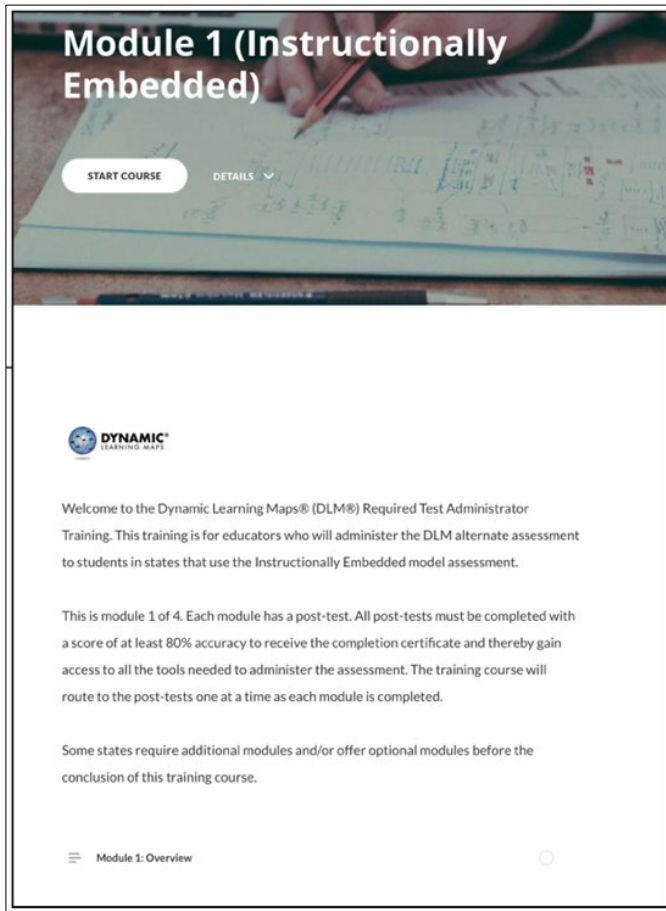 Module 1 (Instructionally
Embedded)
START COURSE
DETAILS
DYNAMIC®
LEARNING MAPS
Welcome to the Dynamic Learning Maps® (DLM®) Required Test Administrator
Training. This training is for educators who will administer the DLM alternate assessment
to students in states that use the Instructionally Embedded model assessment.
This is module 1 of 4. Each module has a post-test. All post-tests must be completed with
a score of at least 80% accuracy to receive the completion certificate and thereby gain
access to all the tools needed to administer the assessment. The training course will
route to the post-tests one at a time as each module is completed.
Some states require additional modules and/or offer optional modules before the
conclusion of this training course.
Module 1: Overview